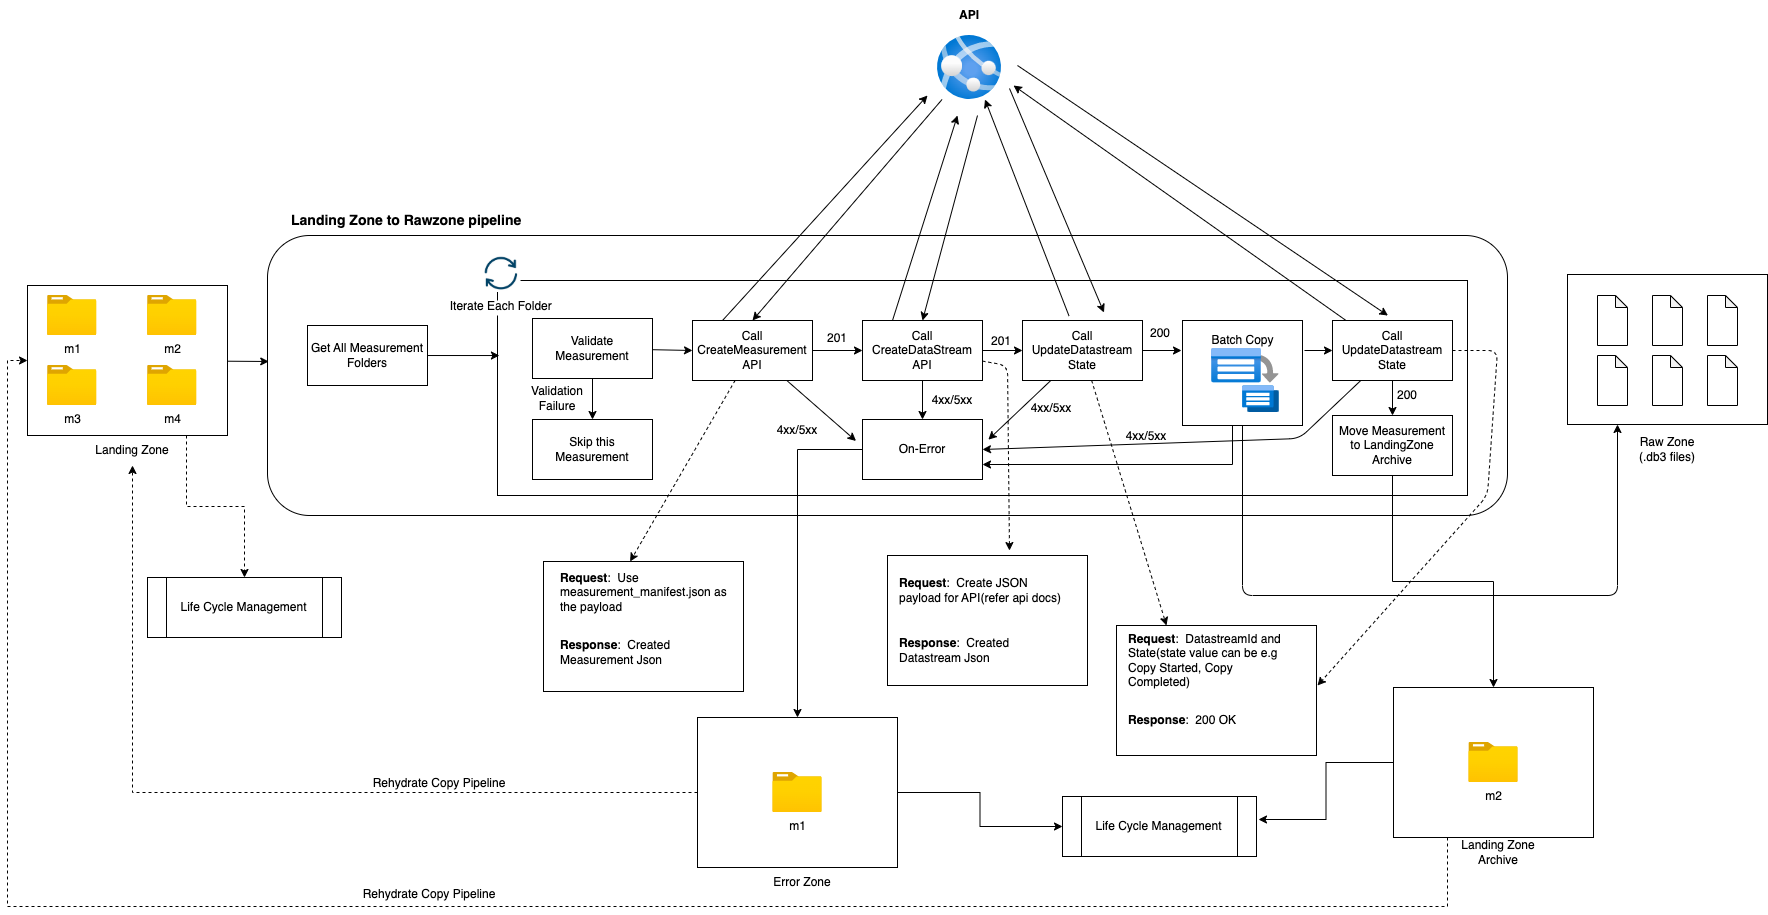 API
Landing Zone to Rawzone pipeline
Iterate Each Folder
m1
m2
m3
m4
Landing Zone
Get All Measurement
Folders
Validate
Measurement
Validation
Failure
Skip this
Measurement
Call
CreateMeasurement
API
201
Call
CreateDataStream
API
201
Call
UpdateDatastream
State
200
Batch Copy
Call
UpdateDatastream
State
200
4xx/5xx
4xx/5xx
4xx/5xx
4xx/5xx
On-Error
Move Measurement
to LandingZone
Archive
Raw Zone
(.db3 files)
Life Cycle Management
Request: Use
measurement_manifest.json as
the payload
Response: Created
Measurement Json
Request: Create JSON
payload for API(refer api docs)
Response: Created
Datastream Json
Request: DatastreamId and
State(state value can be e.g
Copy Started, Copy
Completed)
Response: 200 OK
Rehydrate Copy Pipeline
m1
Error Zone
Life Cycle Management
m2
Landing Zone
Archive
Rehydrate Copy Pipeline